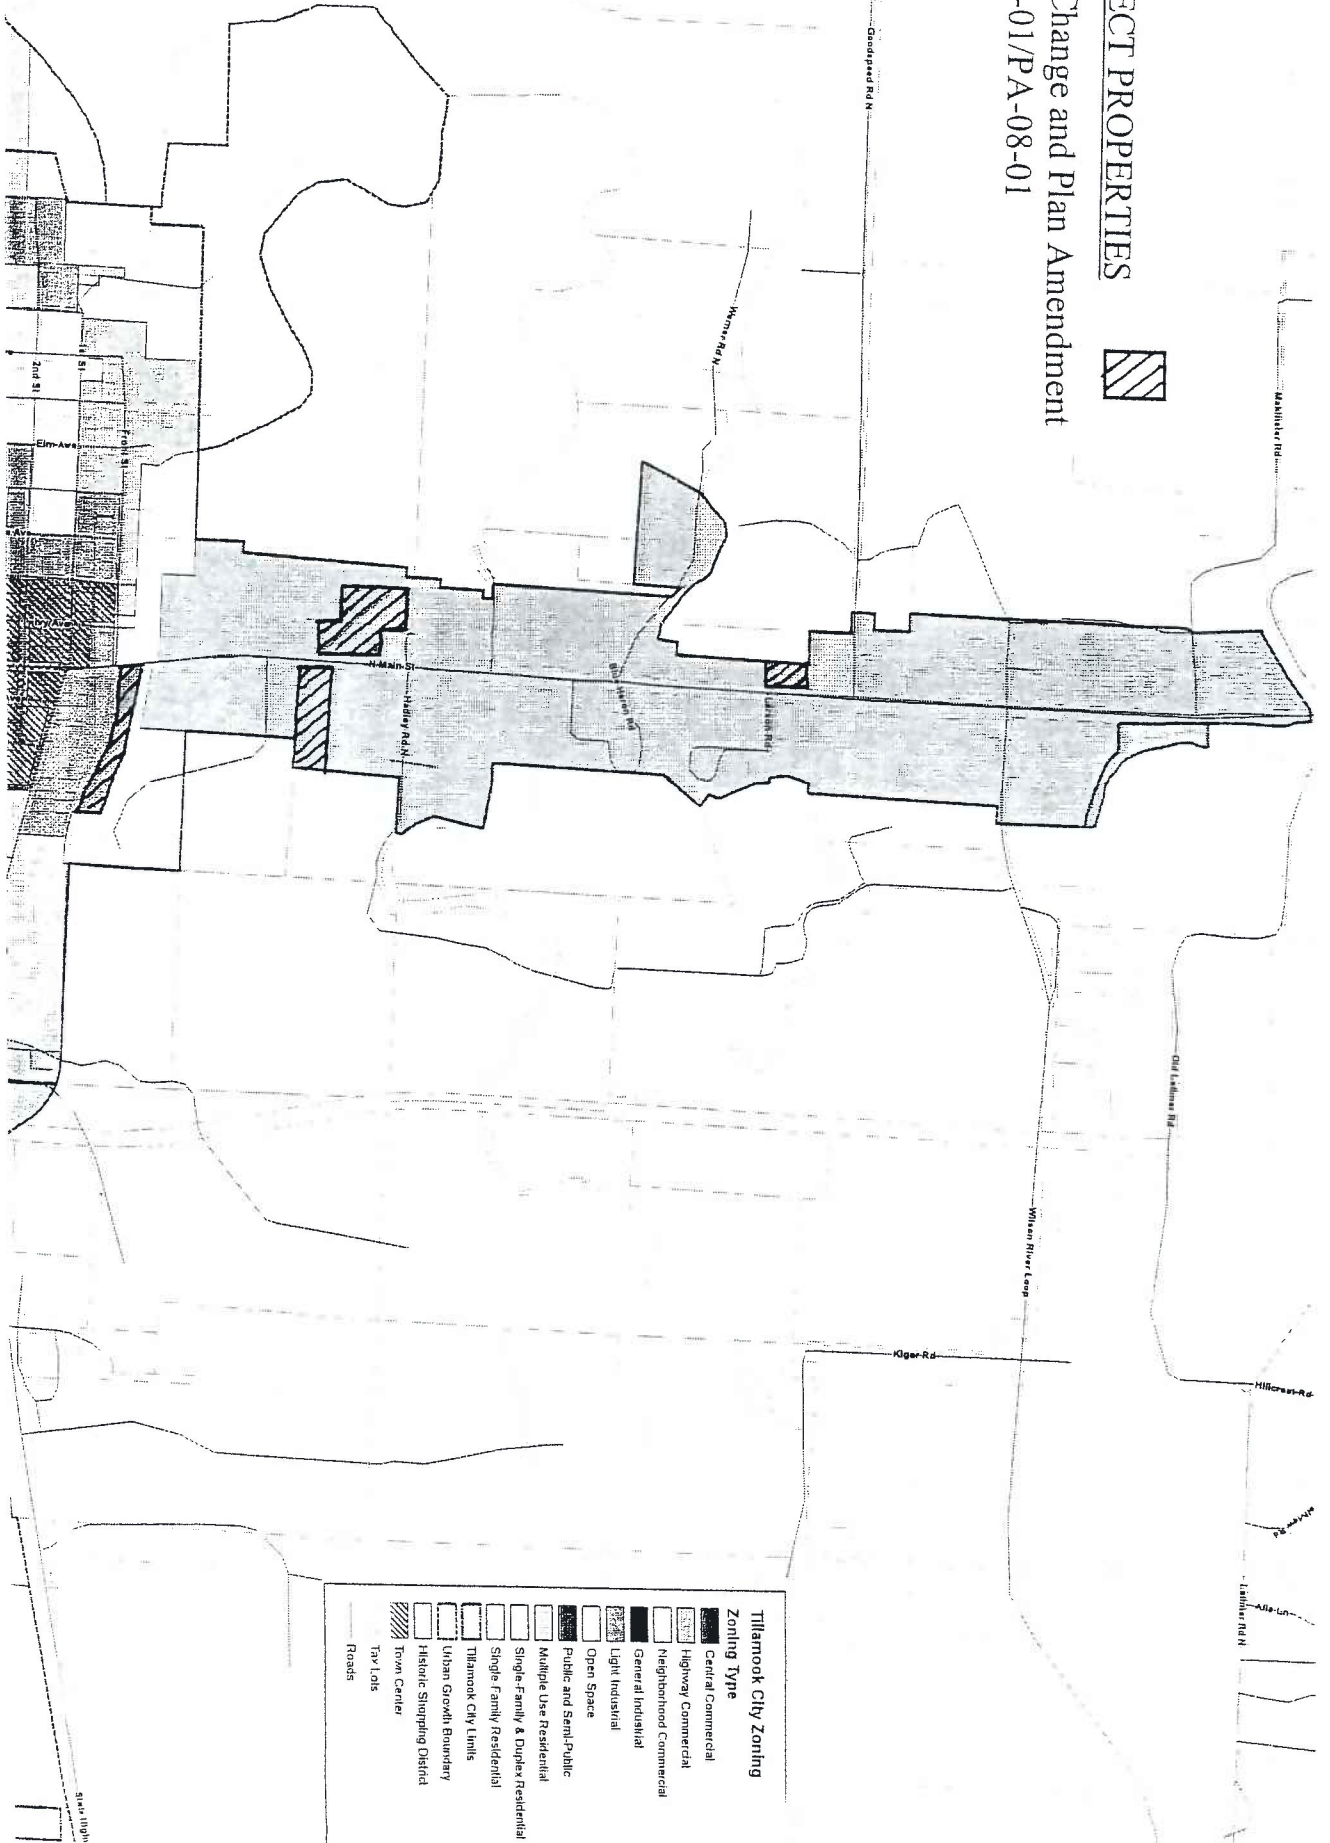 ECT PROPERTIES
Change and Plan Amendment
-01/PA-08-01
Goodspeed Rd N
Makinster Rd
Warner Rd N
1st St
2nd St
Front St
Elm Ave
N Main St
Hadley Rd N
Wilson River Loop
Old Latimer Rd
Kiger Rd
Hillcrest Rd
Latimer Rd N
Tillamook City Zoning
Zoning Type
Central Commercial
Highway Commercial
Neighborhood Commercial
General Industrial
Light Industrial
Open Space
Public and Semi-Public
Multiple Use Residential
Single-Family & Duplex Residential
Single Family Residential
Tillamook City Limits
Urban Growth Boundary
Historic Shopping District
Town Center
Tax Lots
Roads